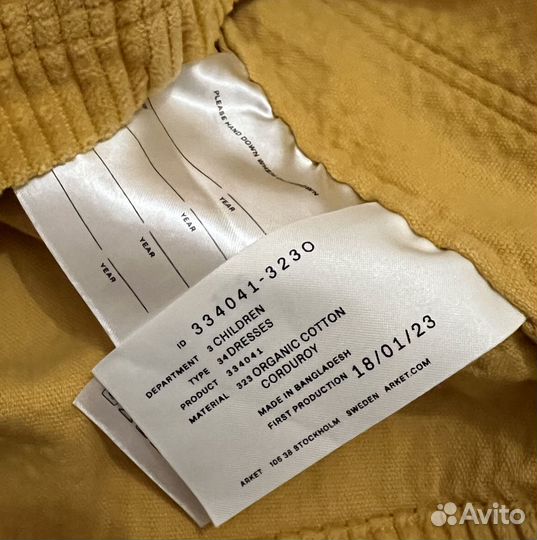 PLEASE HAND DOWN
YEAR
YEAR
YEAR
YEAR
ID 334041-3230
DEPARTMENT 3 CHILDREN
TYPE 34 DRESSES
PRODUCT 334041
MATERIAL 323 ORGANIC COTTON
CORDUROY
MADE IN BANGLADESH
FIRST PRODUCTION 18/01/23
ARKET 106 38 STOCKHOLM SWEDEN ARKET.COM
Avito